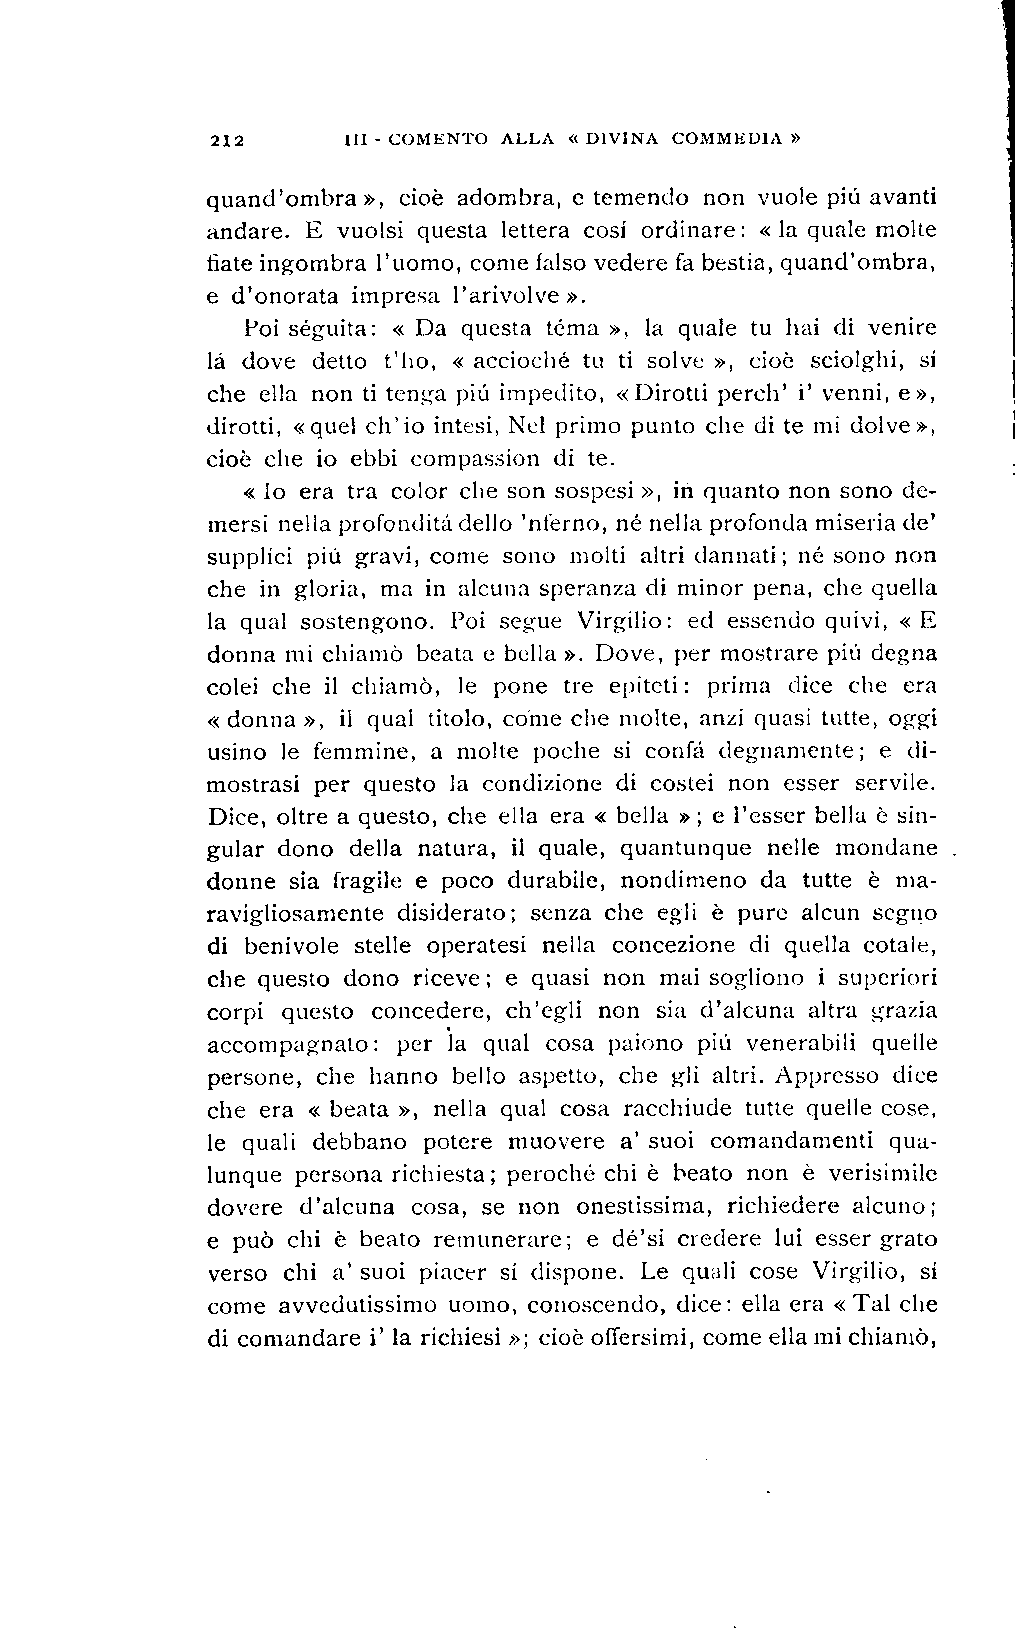 212 III - COMENTO ALLA « DIVINA COMMEDIA »
quand'ombra », cioè adombra, e temendo non vuole piú avanti
andare. E vuolsi questa lettera cosí ordinare: « la quale molte
fiate ingombra l'uomo, come falso vedere fa bestia, quand'ombra,
e d'onorata impresa l'arivolve ».
Poi séguita: « Da questa téma », la quale tu hai di venire
lá dove detto t'ho, « accioché tu ti solve », cioè sciolghi, sí
che ella non ti tenga piú impedito, « Dirotti perch' i' venni, e »,
dirotti, « quel ch'io intesi, Nel primo punto che di te mi dolve »,
cioè che io ebbi compassion di te.
« Io era tra color che son sospesi », in quanto non sono de-
mersi nella profonditá dello 'nferno, né nella profonda miseria de'
supplíci piú gravi, come sono molti altri dannati; né sono non
che in gloria, ma in alcuna speranza di minor pena, che quella
la qual sostengono. Poi segue Virgilio: ed essendo quivi, « E
donna mi chiamò beata e bella ». Dove, per mostrare piú degna
colei che il chiamò, le pone tre epiteti: prima dice che era
« donna », il qual titolo, come che molte, anzi quasi tutte, oggi
usino le femmine, a molte poche si confá degnamente; e di-
mostrasi per questo la condizione di costei non esser servile.
Dice, oltre a questo, che ella era « bella »; e l'esser bella è sin-
gular dono della natura, il quale, quantunque nelle mondane
donne sia fragile e poco durabile, nondimeno da tutte è ma-
ravigliosamente disiderato; senza che egli è pure alcun segno
di benivole stelle operatesi nella concezione di quella cotale,
che questo dono riceve; e quasi non mai sogliono i superiori
corpi questo concedere, ch'egli non sia d'alcuna altra grazia
accompagnato: per la qual cosa paiono piú venerabili quelle
persone, che hanno bello aspetto, che gli altri. Appresso dice
che era « beata », nella qual cosa racchiude tutte quelle cose,
le quali debbano potere muovere a' suoi comandamenti qua-
lunque persona richiesta; peroché chi è beato non è verisimile
dovere d'alcuna cosa, se non onestissima, richiedere alcuno;
e può chi è beato remunerare; e dé'si credere lui esser grato
verso chi a' suoi piacer sí dispone. Le quali cose Virgilio, sí
come avvedutissimo uomo, conoscendo, dice: ella era « Tal che
di comandare i' la richiesi »; cioè offersimi, come ella mi chiamò,